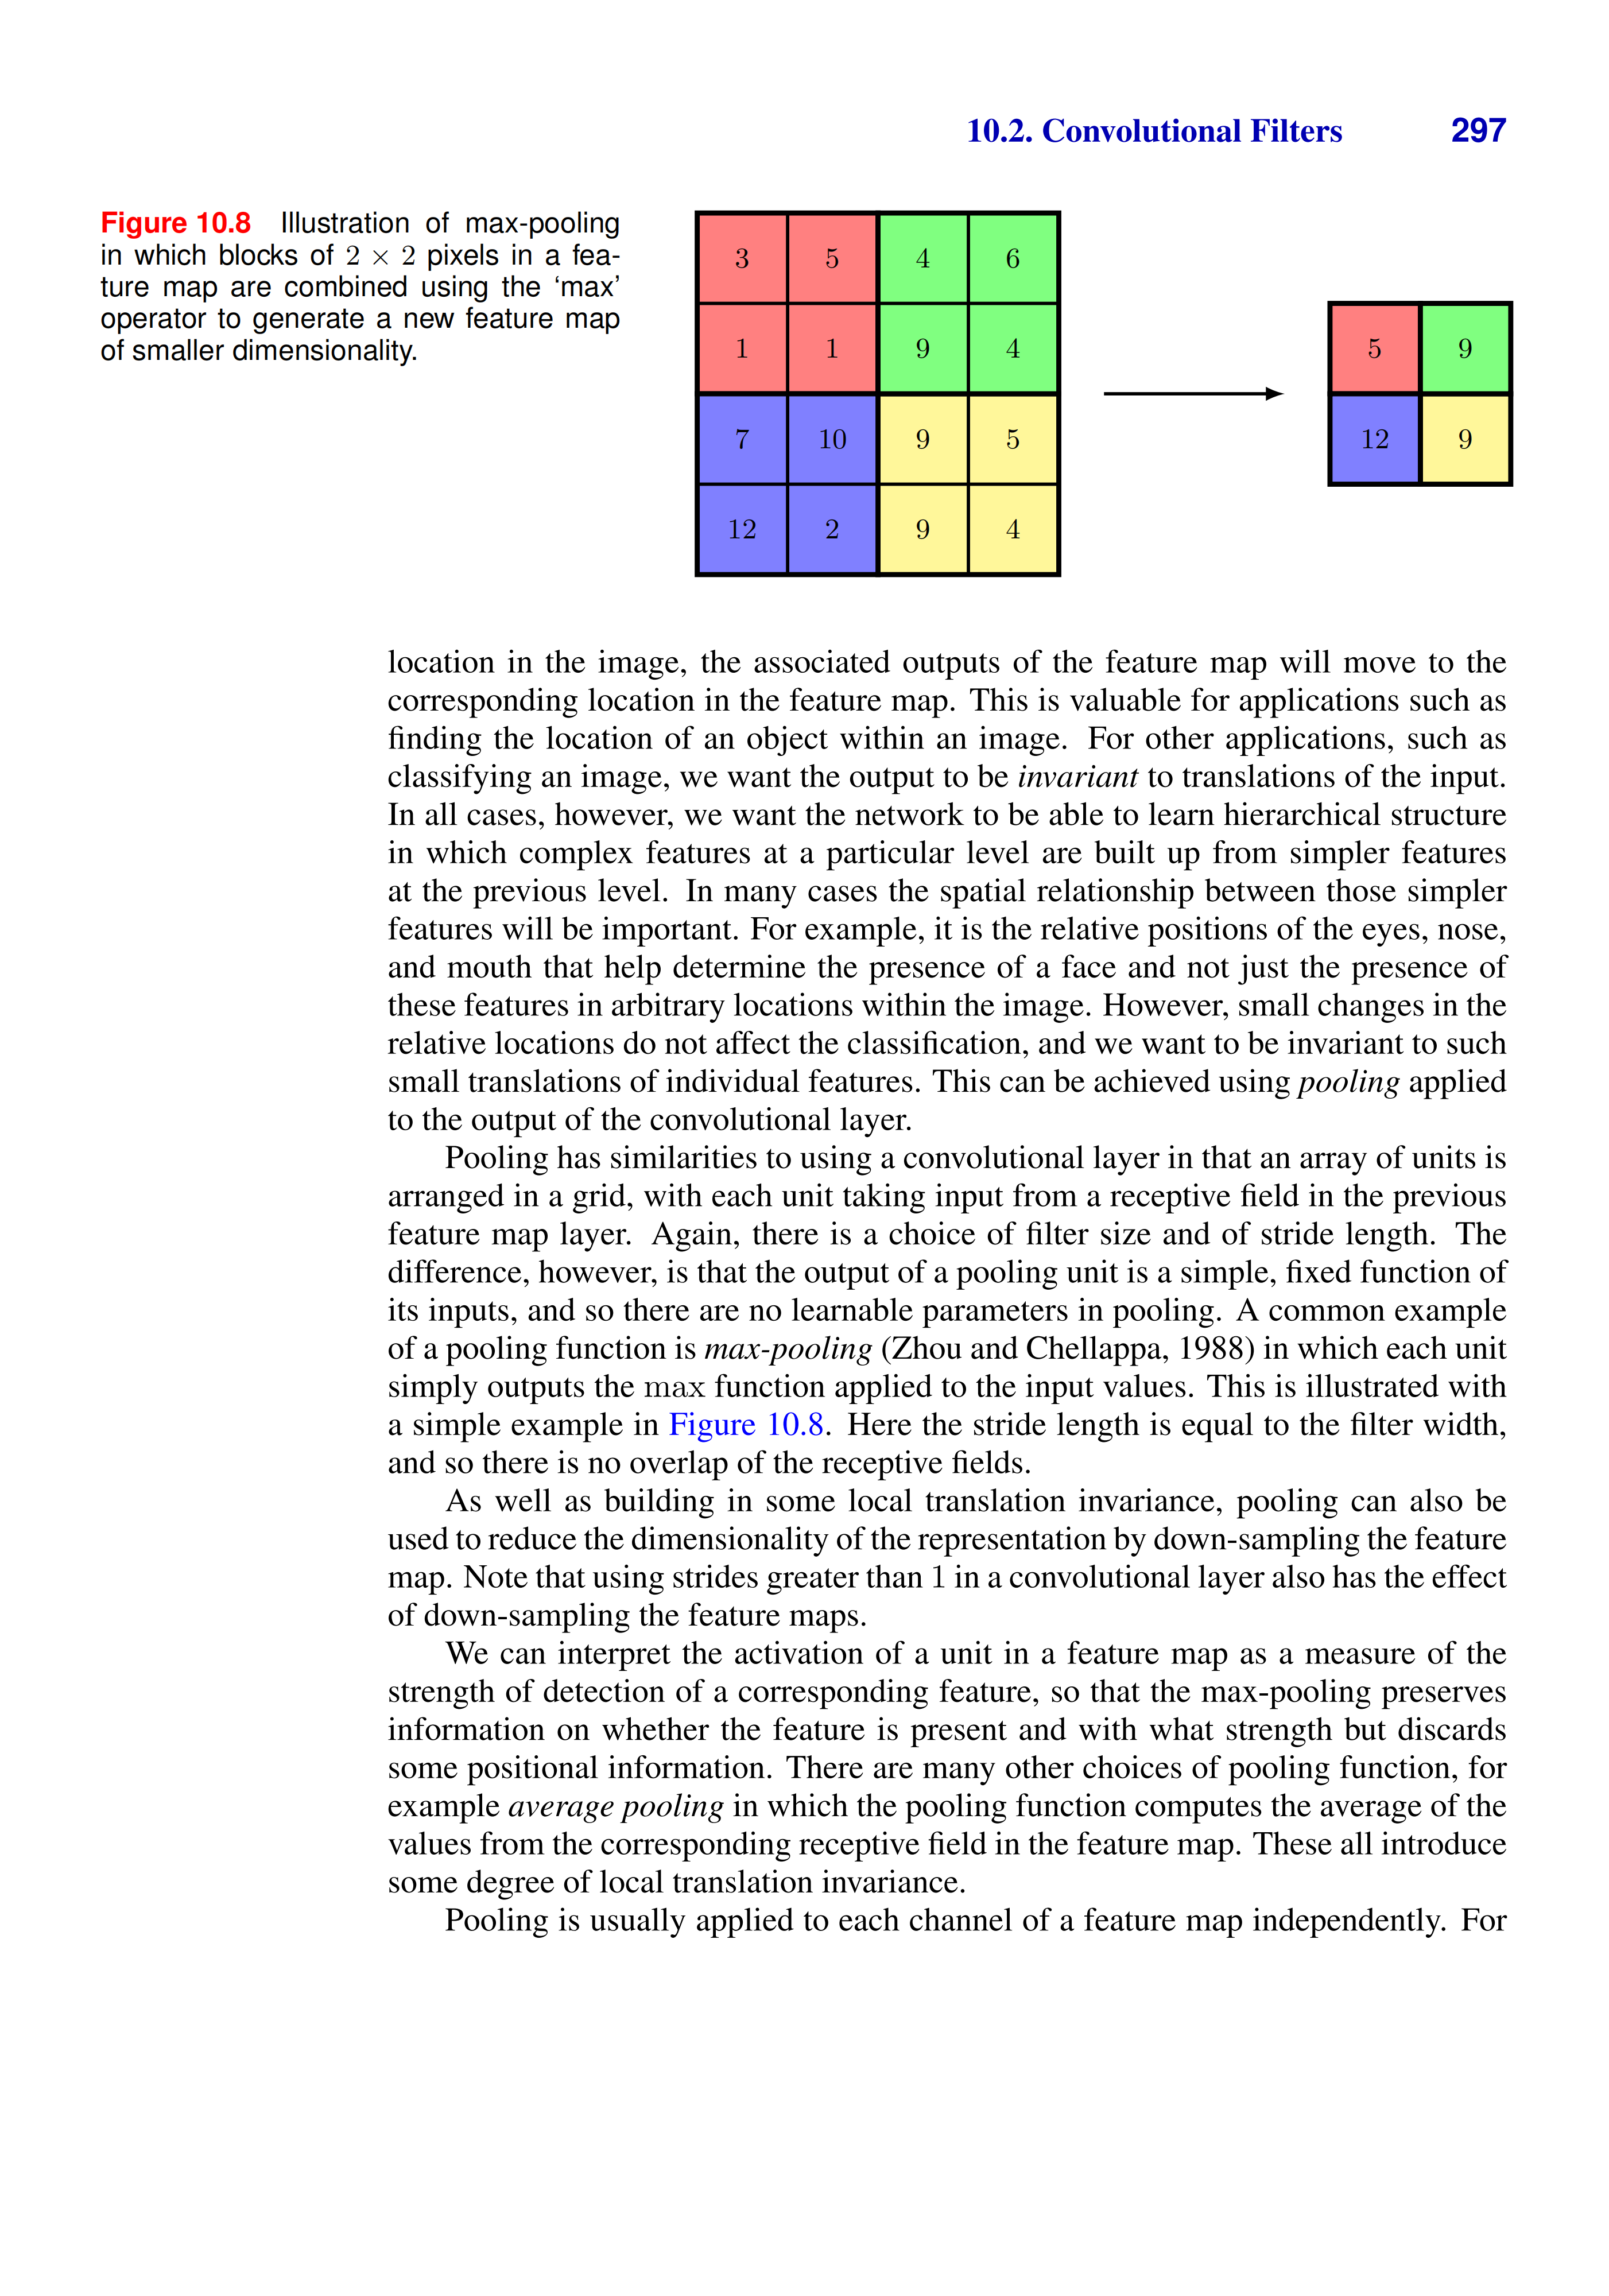 10.2. Convolutional Filters 297
Figure 10.8 Illustration of max-pooling
in which blocks of 2 × 2 pixels in a fea-
ture map are combined using the ‘max’
operator to generate a new feature map
of smaller dimensionality.
3 5 4 6
1 1 9 4
7 10 9 5
12 2 9 4
5 9
12 9
location in the image, the associated outputs of the feature map will move to the
corresponding location in the feature map. This is valuable for applications such as
finding the location of an object within an image. For other applications, such as
classifying an image, we want the output to be invariant to translations of the input.
In all cases, however, we want the network to be able to learn hierarchical structure
in which complex features at a particular level are built up from simpler features
at the previous level. In many cases the spatial relationship between those simpler
features will be important. For example, it is the relative positions of the eyes, nose,
and mouth that help determine the presence of a face and not just the presence of
these features in arbitrary locations within the image. However, small changes in the
relative locations do not affect the classification, and we want to be invariant to such
small translations of individual features. This can be achieved using pooling applied
to the output of the convolutional layer.
Pooling has similarities to using a convolutional layer in that an array of units is
arranged in a grid, with each unit taking input from a receptive field in the previous
feature map layer. Again, there is a choice of filter size and of stride length. The
difference, however, is that the output of a pooling unit is a simple, fixed function of
its inputs, and so there are no learnable parameters in pooling. A common example
of a pooling function is max-pooling (Zhou and Chellappa, 1988) in which each unit
simply outputs the max function applied to the input values. This is illustrated with
a simple example in Figure 10.8. Here the stride length is equal to the filter width,
and so there is no overlap of the receptive fields.
As well as building in some local translation invariance, pooling can also be
used to reduce the dimensionality of the representation by down-sampling the feature
map. Note that using strides greater than 1 in a convolutional layer also has the effect
of down-sampling the feature maps.
We can interpret the activation of a unit in a feature map as a measure of the
strength of detection of a corresponding feature, so that the max-pooling preserves
information on whether the feature is present and with what strength but discards
some positional information. There are many other choices of pooling function, for
example average pooling in which the pooling function computes the average of the
values from the corresponding receptive field in the feature map. These all introduce
some degree of local translation invariance.
Pooling is usually applied to each channel of a feature map independently. For